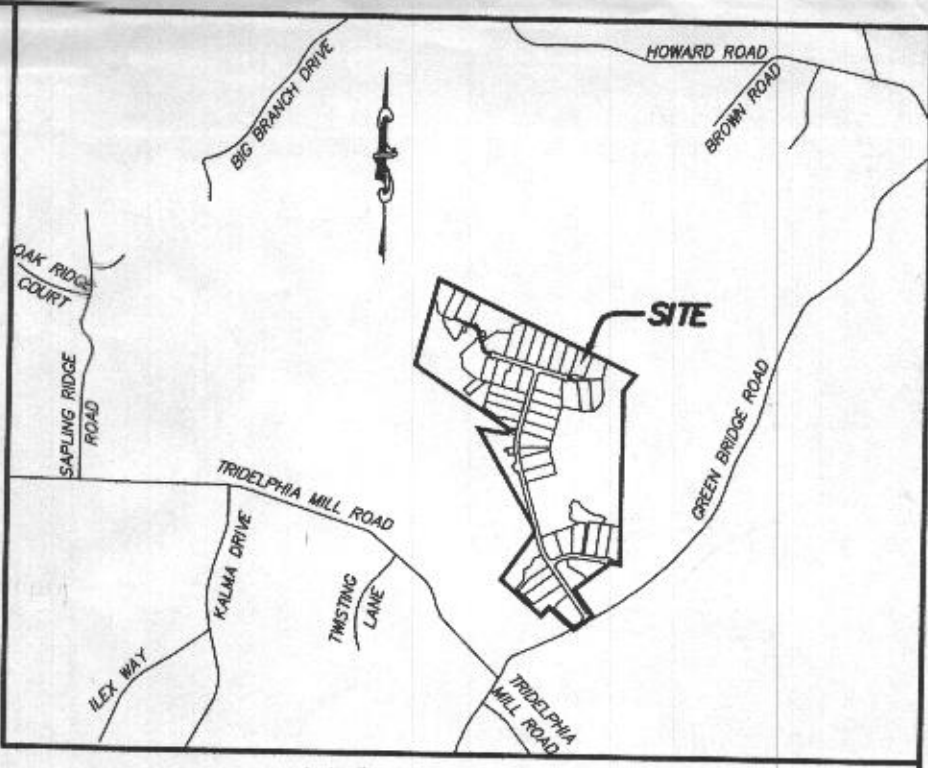 HOWARD ROAD
BIG BRANCH DRIVE
BROWN ROAD
OAK RIDGE
COURT
SITE
SAPLING RIDGE
ROAD
GREEN BRIDGE ROAD
TRIDELPHIA MILL ROAD
KALMA DRIVE
TWISTING
LANE
ILEX WAY
TRIDELPHIA
MILL ROAD